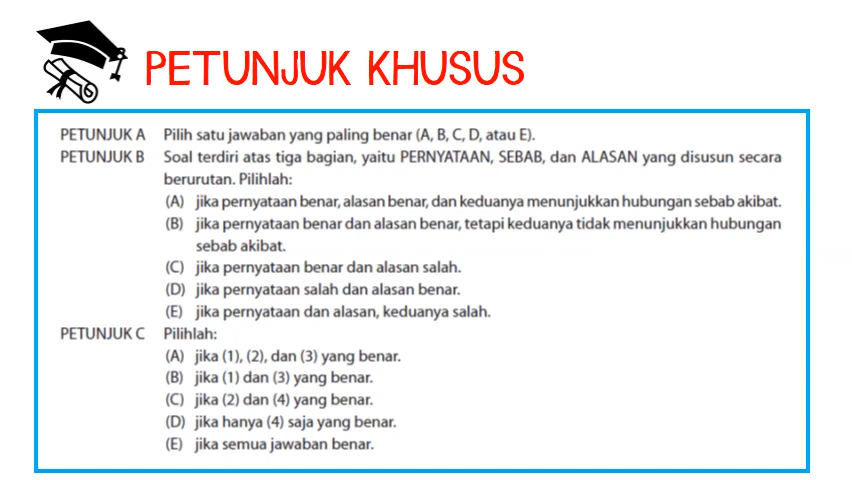 PETUNJUK KHUSUS
PETUNJUK A Pilih satu jawaban yang paling benar (A, B, C, D, atau E).
PETUNJUK B Soal terdiri atas tiga bagian, yaitu PERNYATAAN, SEBAB, dan ALASAN yang disusun secara
berurutan. Pilihlah:
(A) jika pernyataan benar, alasan benar, dan keduanya menunjukkan hubungan sebab akibat.
(B) jika pernyataan benar dan alasan benar, tetapi keduanya tidak menunjukkan hubungan
sebab akibat.
(C) jika pernyataan benar dan alasan salah.
(D) jika pernyataan salah dan alasan benar.
(E) jika pernyataan dan alasan, keduanya salah.
PETUNJUK C Pilihlah:
(A) jika (1), (2), dan (3) yang benar.
(B) jika (1) dan (3) yang benar.
(C) jika (2) dan (4) yang benar.
(D) jika hanya (4) saja yang benar.
(E) jika semua jawaban benar.